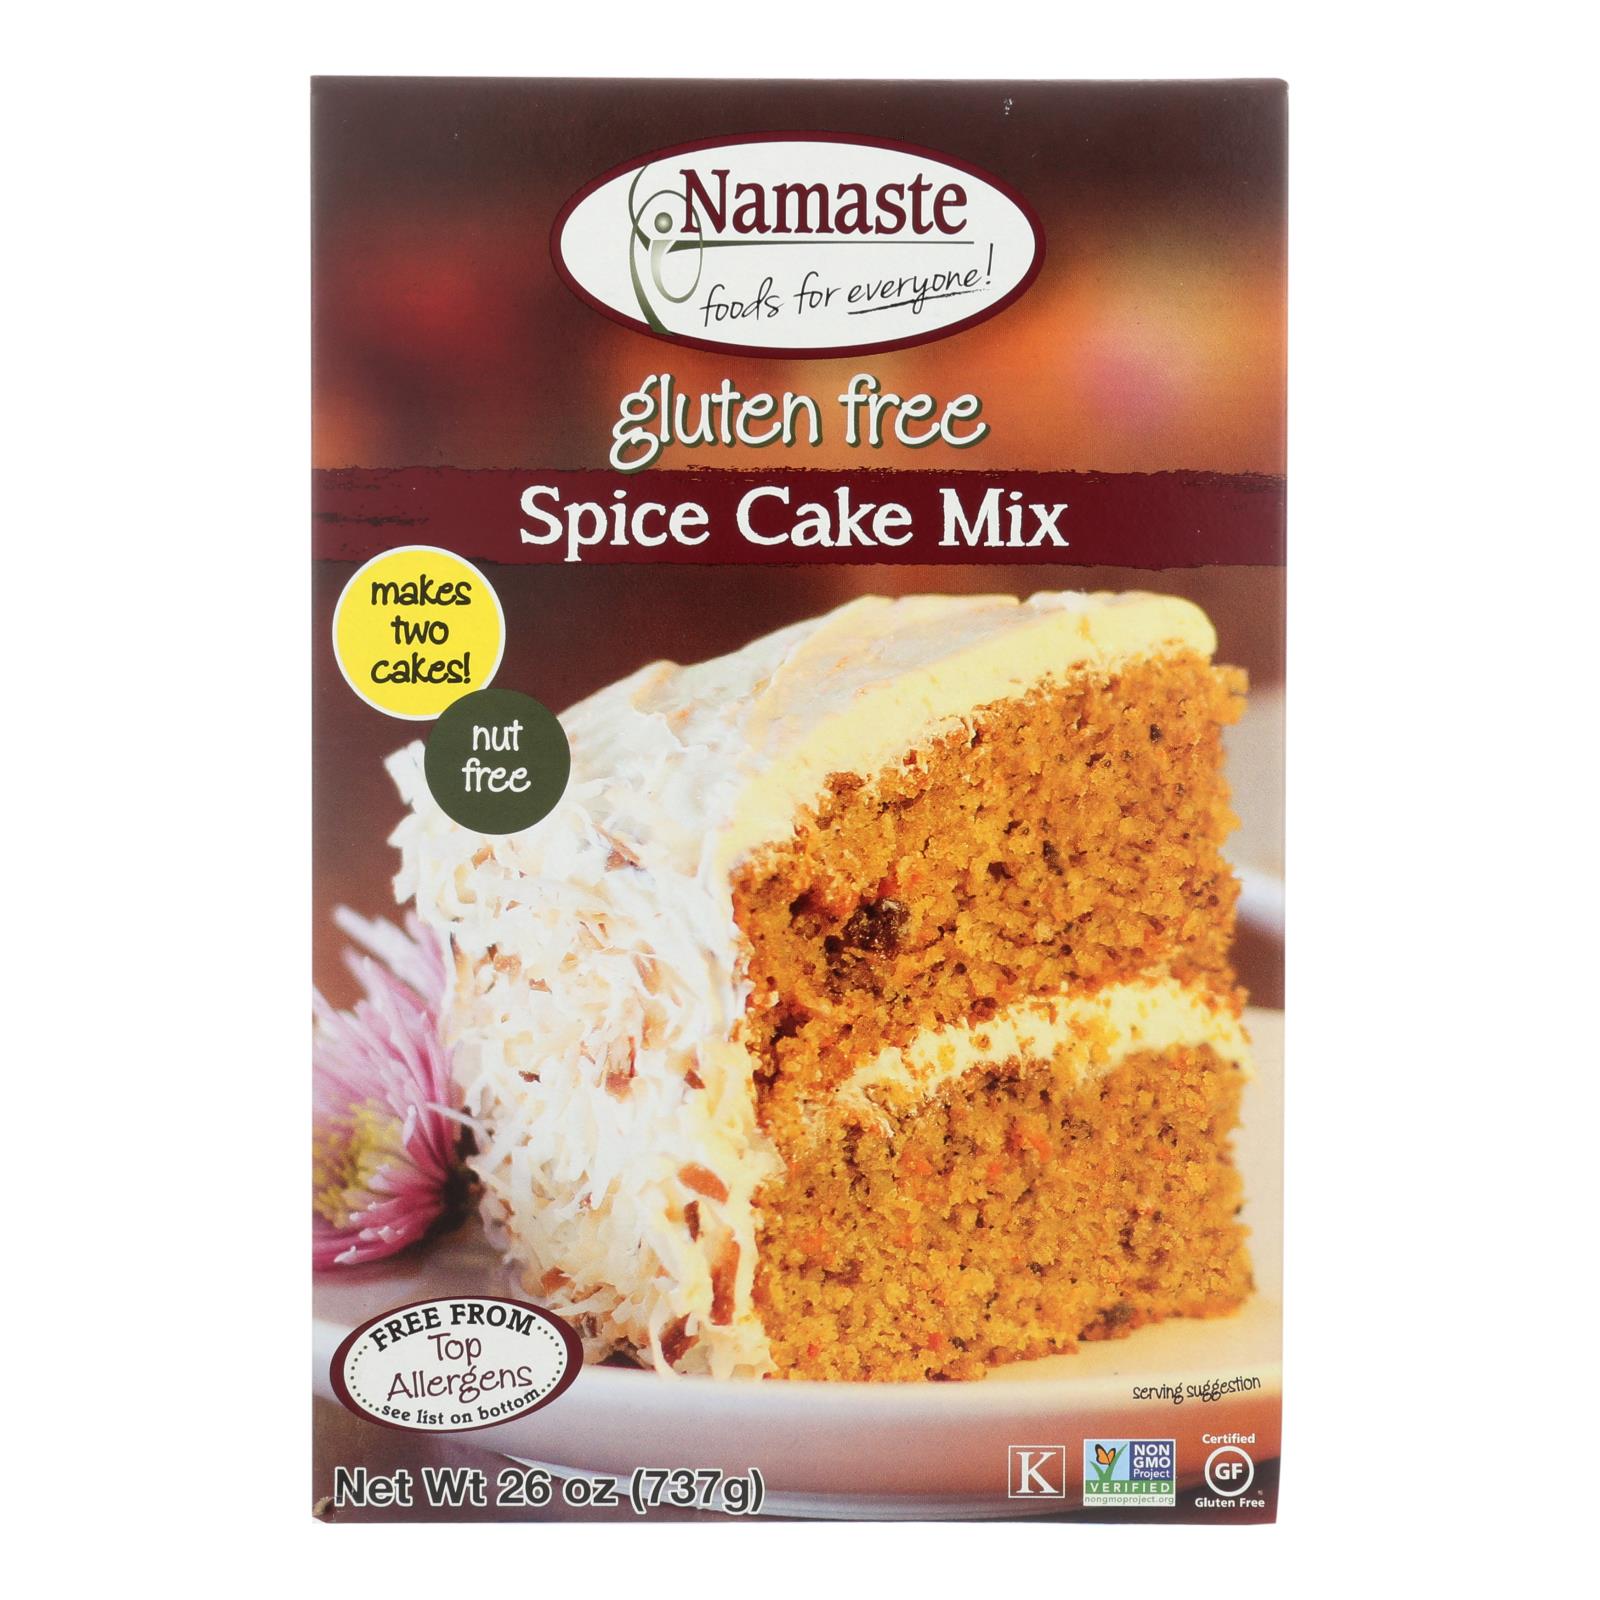 Namaste
foods for everyone!
gluten free
Spice Cake Mix
makes
two
cakes!
nut
free
FREE FROM
Top
Allergens
see list on bottom
serving suggestion
Net Wt 26 oz (737g)
K
NON
GMO
Project
VERIFIED
nongmoproject.org
Certified
GF
Gluten Free